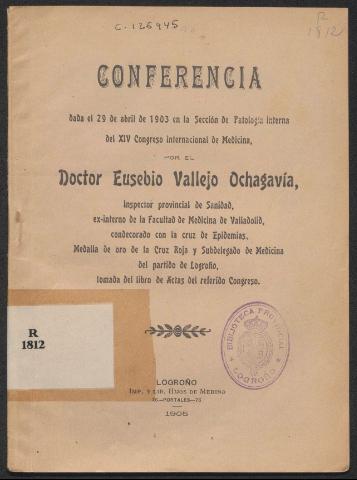 C. 126945
R
1812
CONFERENCIA
dada el 29 de abril de 1903 en la Sección de Patología interna
del XIV Congreso internacional de Medicina,
POR EL
Doctor Eusebio Vallejo Ochagavía,
Inspector provincial de Sanidad,
ex-interno de la Facultad de Medicina de Valladolid,
condecorado con la cruz de Epidemias,
Medalla de oro de la Cruz Roja y Subdelegado de Medicina
del partido de Logroño,
tomada del libro de Actas del referido Congreso.
R
1812
BIBLIOTECA PROVINCIAL
LOGROÑO
LOGROÑO
IMP. Y LIB. HIJOS DE MERINO
76—PORTALES—76
1905